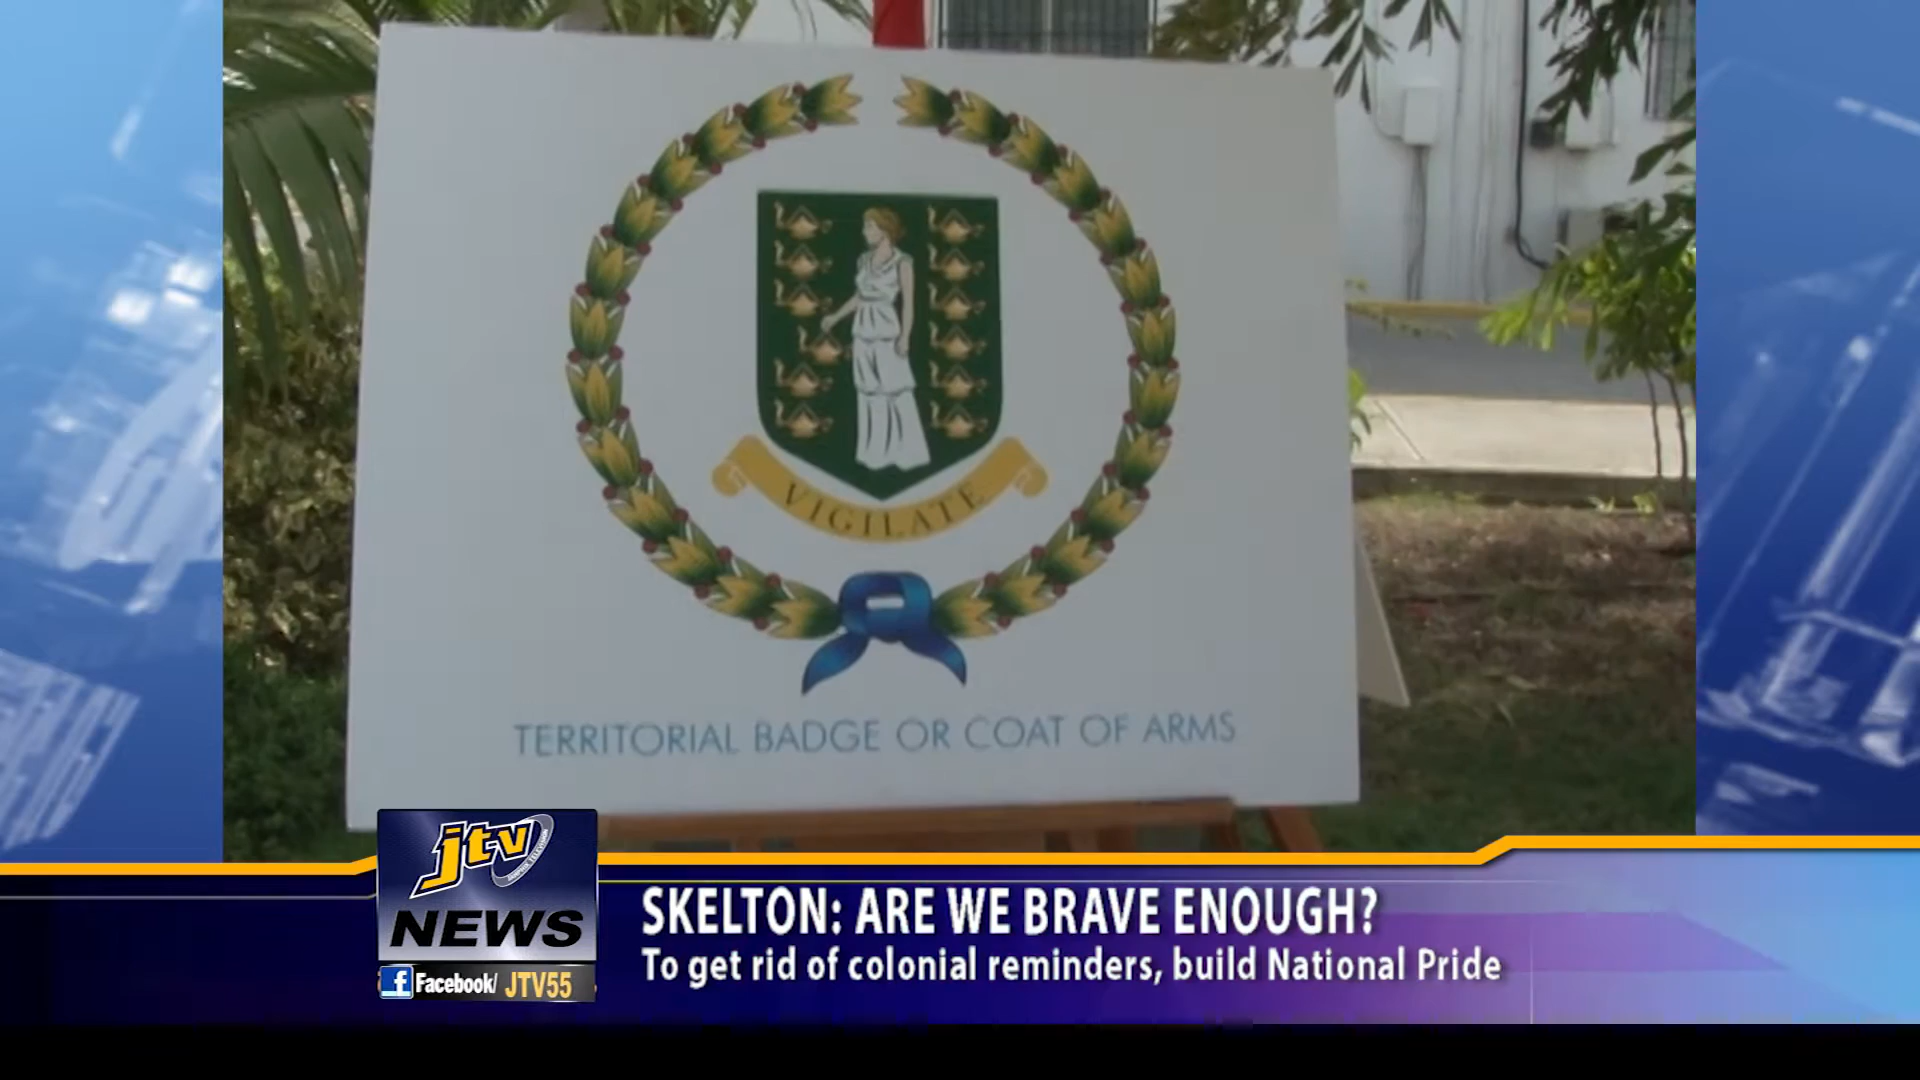 VIGILATE
TERRITORIAL BADGE OR COAT OF ARMS
jtv
NEWS
Facebook/ JTV55
SKELTON: ARE WE BRAVE ENOUGH?
To get rid of colonial reminders, build National Pride